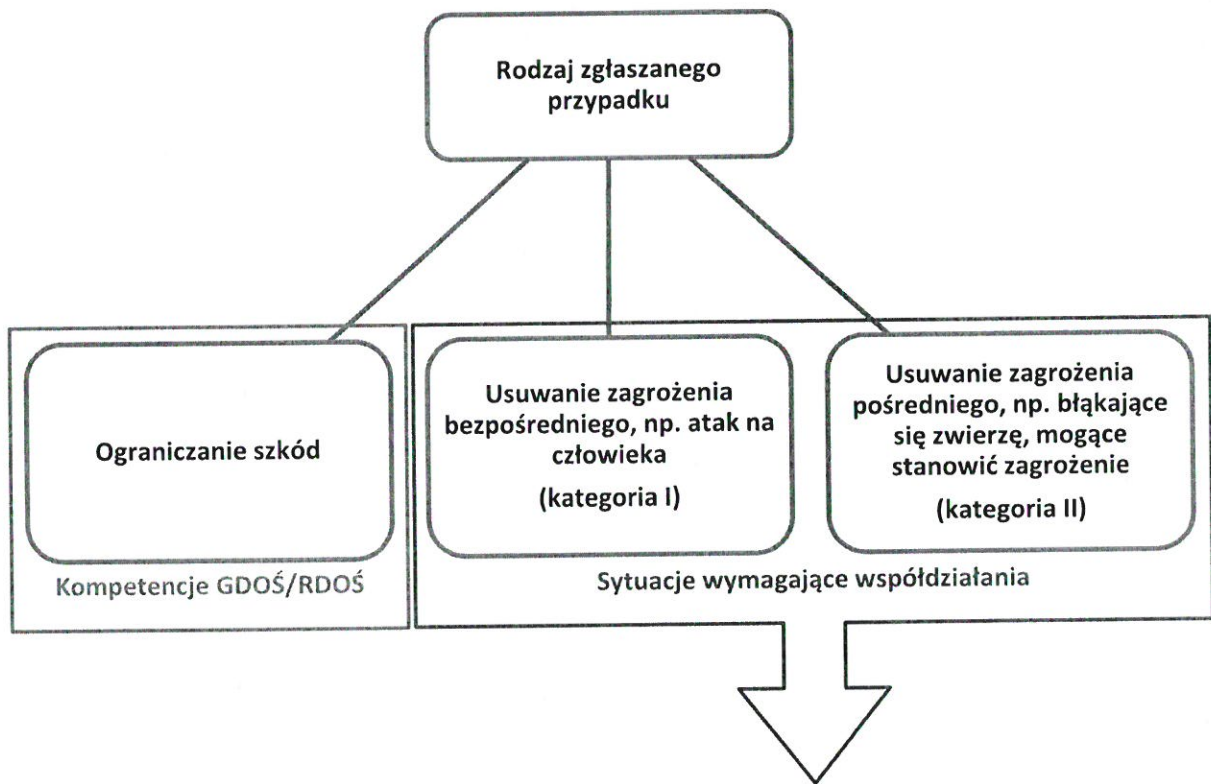 Rodzaj zgłaszanego
przypadku
Ograniczanie szkód
Kompetencje GDOŚ/RDOŚ
Usuwanie zagrożenia
bezpośredniego, np. atak na
człowieka
(kategoria I)
Usuwanie zagrożenia
pośredniego, np. błąkające
się zwierzę, mogące
stanowić zagrożenie
(kategoria II)
Sytuacje wymagające współdziałania